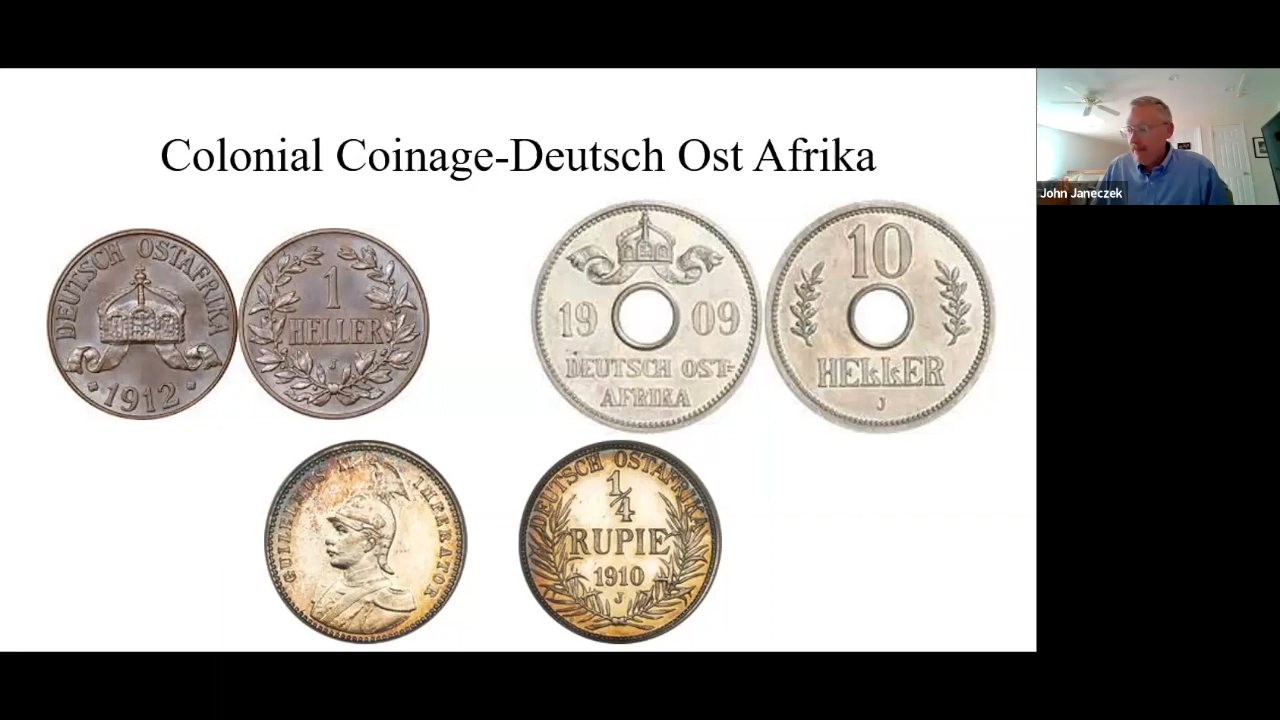 Colonial Coinage-Deutsch Ost Afrika
John Janeczek
DEUTSCH OSTAFRIKA
1912
1
HELLER
J
19 09
DEUTSCH OST-
AFRIKA
10
HELLER
J
GUILELMUS II IMPERATOR
DEUTSCH OSTAFRIKA
1/4
RUPIE
1910
J